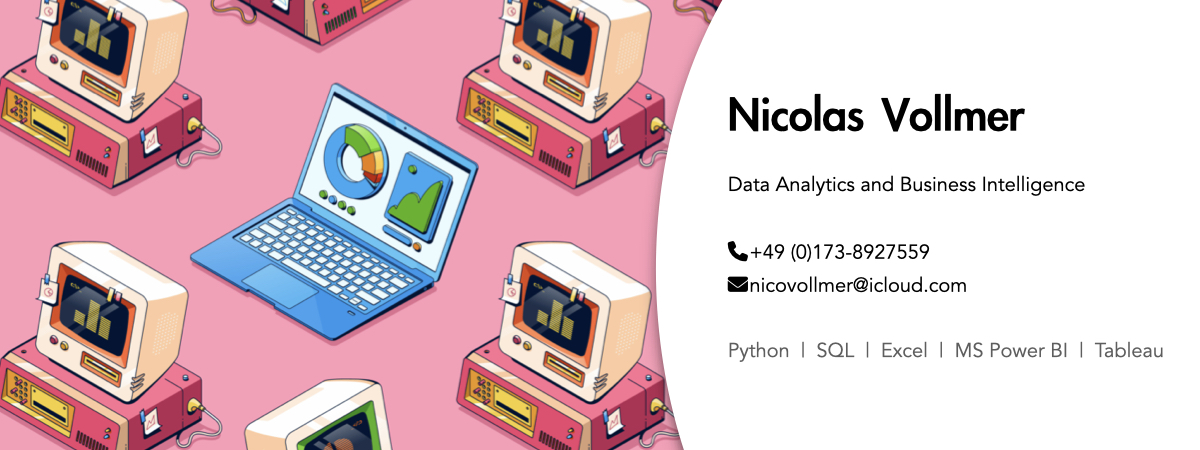 Nicolas Vollmer
Data Analytics and Business Intelligence
+49 (0)173-8927559
nicovollmer@icloud.com
Python | SQL | Excel | MS Power BI | Tableau